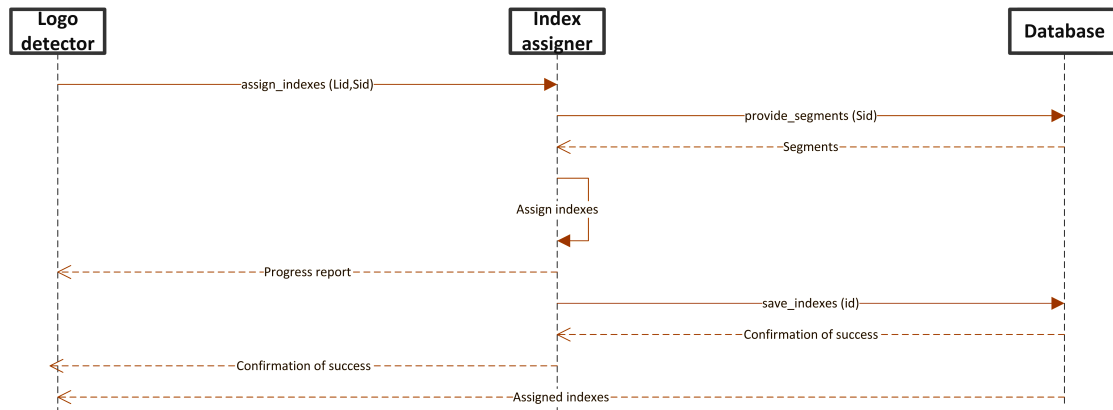 Logo
detector
Index
assigner
Database
assign_indexes (Lid,Sid)
provide_segments (Sid)
Segments
Assign indexes
Progress report
save_indexes (id)
Confirmation of success
Confirmation of success
Assigned indexes